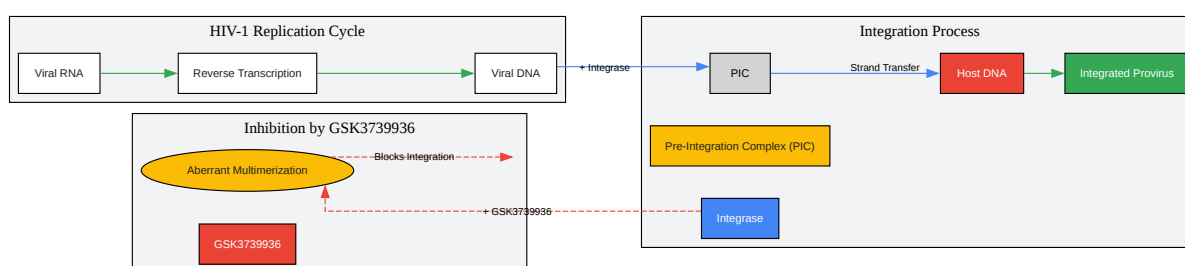 HIV-1 Replication Cycle
Viral RNA
Reverse Transcription
Viral DNA
+ Integrase
Integration Process
PIC
Strand Transfer
Host DNA
Integrated Provirus
Pre-Integration Complex (PIC)
Integrase
Inhibition by GSK3739936
Aberrant Multimerization
Blocks Integration
+ GSK3739936
GSK3739936